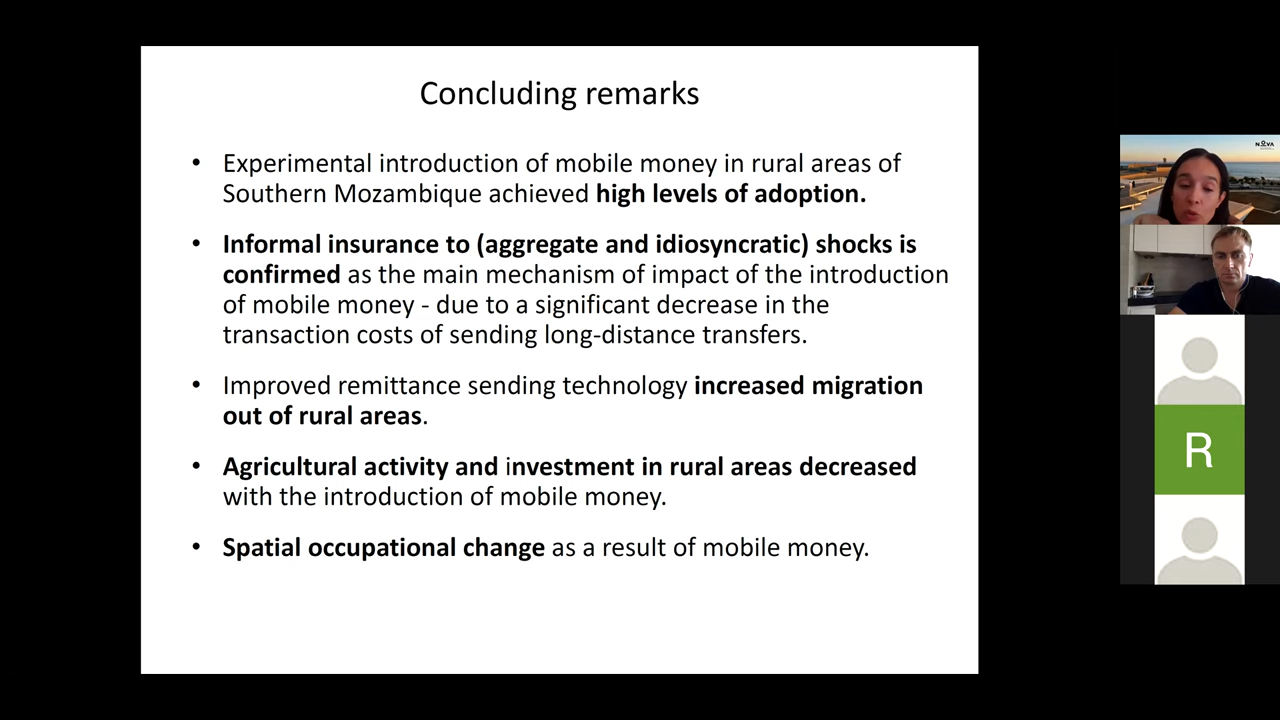 Concluding remarks
• Experimental introduction of mobile money in rural areas of
Southern Mozambique achieved high levels of adoption.
• Informal insurance to (aggregate and idiosyncratic) shocks is
confirmed as the main mechanism of impact of the introduction
of mobile money - due to a significant decrease in the
transaction costs of sending long-distance transfers.
• Improved remittance sending technology increased migration
out of rural areas.
• Agricultural activity and investment in rural areas decreased
with the introduction of mobile money.
• Spatial occupational change as a result of mobile money.
NOVA
R